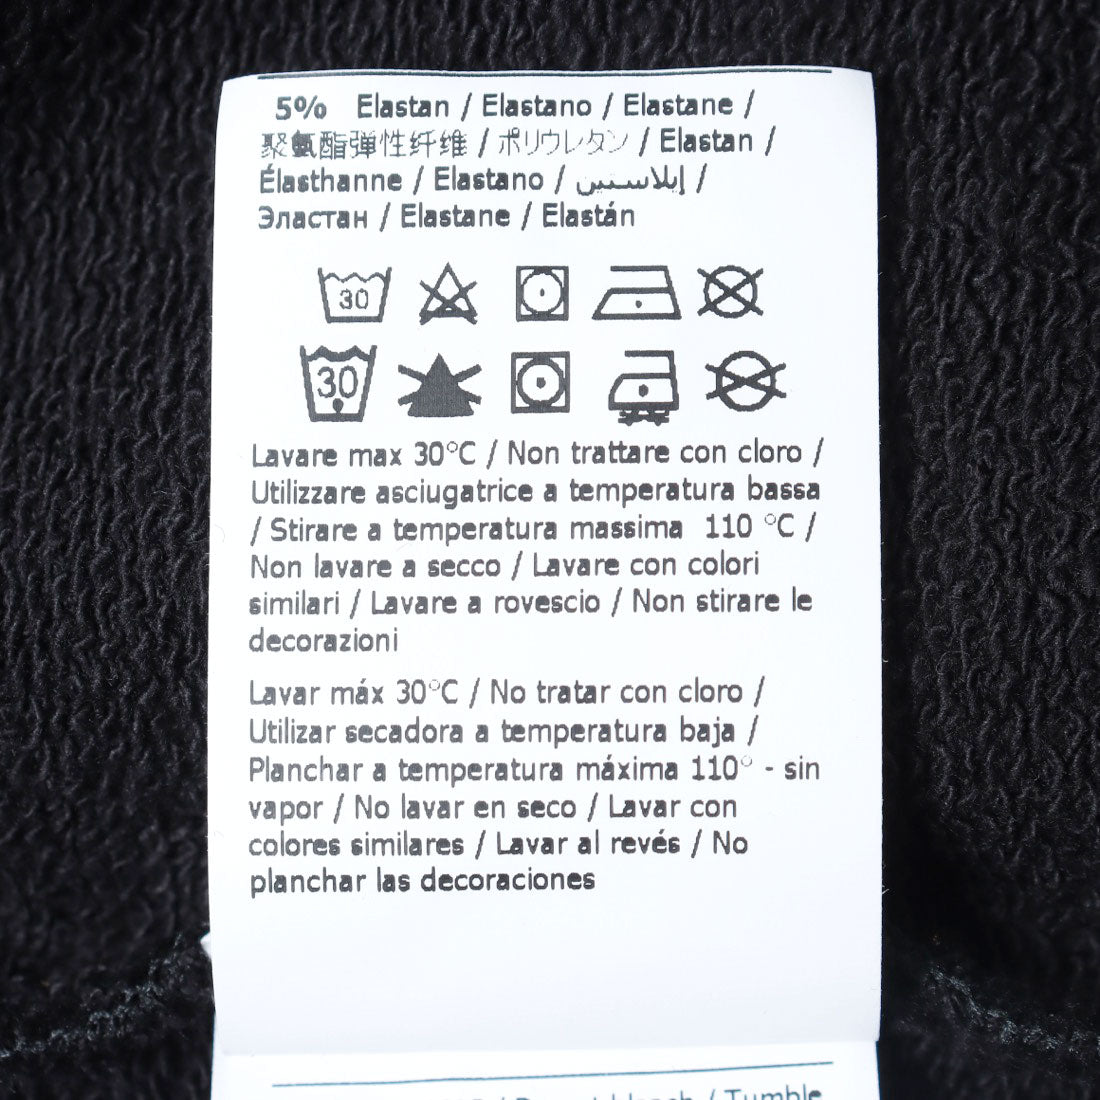 5% Elastan / Elastano / Elastane /
聚氨酯弹性纤维 / ポリウレタン / Elastan /
Élasthanne / Elastano / إيلاستين /
Эластан / Elastane / Elastán
30
30
Lavare max 30°C / Non trattare con cloro /
Utilizzare asciugatrice a temperatura bassa
/ Stirare a temperatura massima 110 °C /
Non lavare a secco / Lavare con colori
similari / Lavare a rovescio / Non stirare le
decorazioni
Lavar máx 30°C / No tratar con cloro /
Utilizar secadora a temperatura baja /
Planchar a temperatura máxima 110° - sin
vapor / No lavar en seco / Lavar con
colores similares / Lavar al revés / No
planchar las decoraciones
/ Tumble